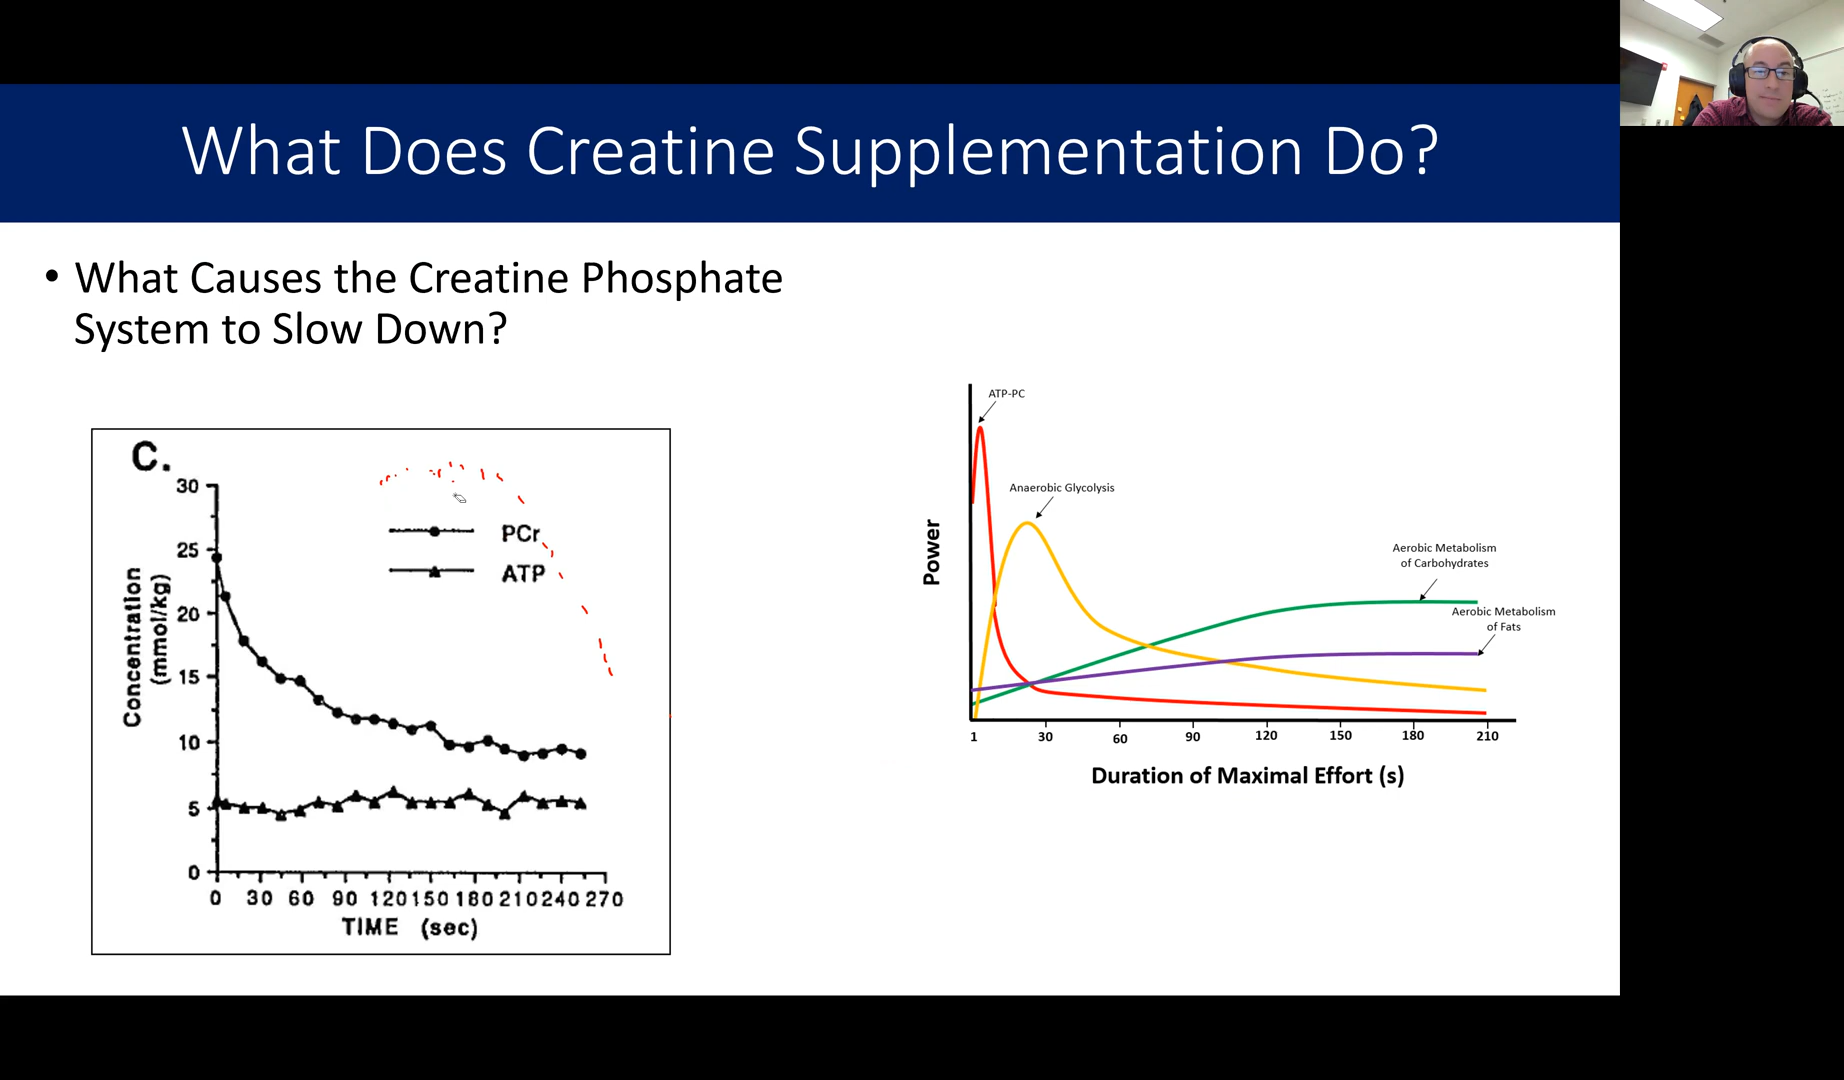 What Does Creatine Supplementation Do?
• What Causes the Creatine Phosphate
System to Slow Down?
C.
PCr
ATP
Concentration
(mmol/kg)
30
25
20
15
10
5
0
0 30 60 90 120 150 180 210 240 270
TIME (sec)
ATP-PC
Anaerobic Glycolysis
Aerobic Metabolism
of Carbohydrates
Aerobic Metabolism
of Fats
Power
1 30 60 90 120 150 180 210
Duration of Maximal Effort (s)